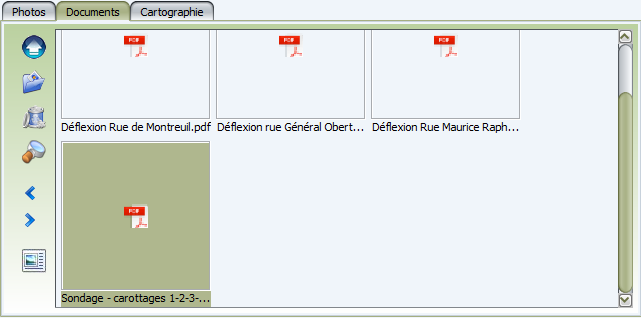 Photos Documents Cartographie
PDF PDF PDF
Déflexion Rue de Montreuil.pdf Déflexion rue Général Obert... Déflexion Rue Maurice Raph...
PDF
Sondage - carottages 1-2-3-...